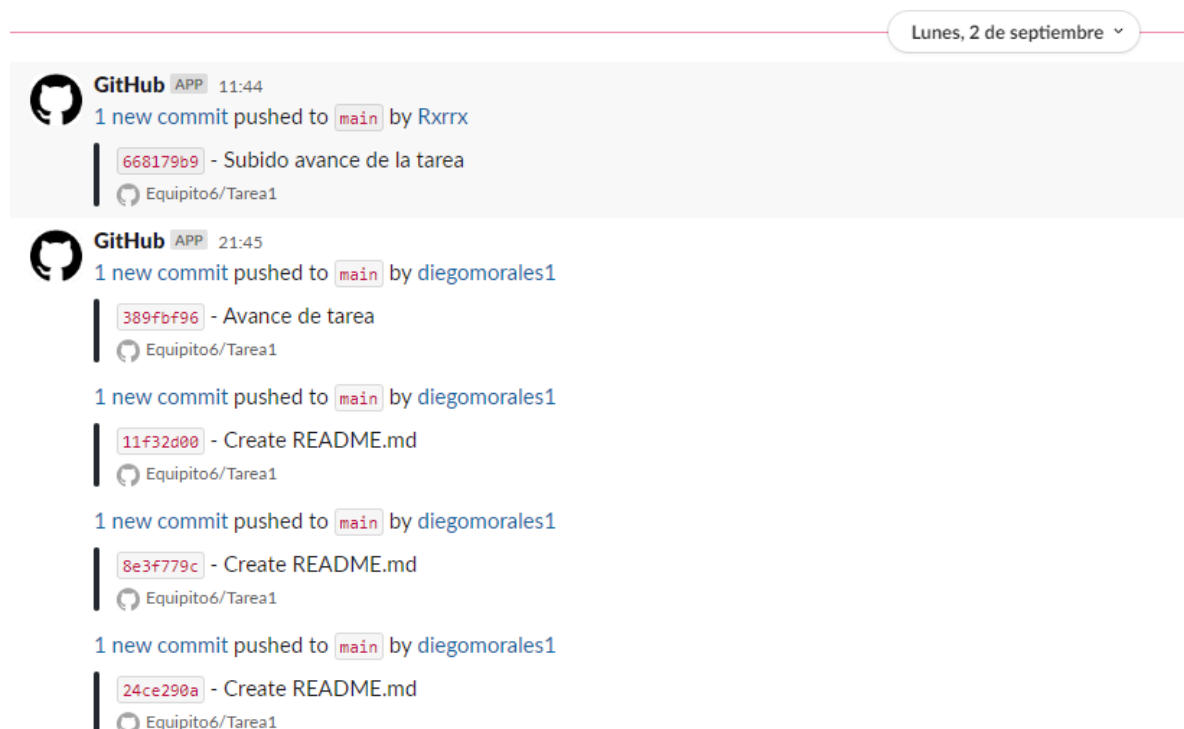 Lunes, 2 de septiembre
GitHub APP 11:44
1 new commit pushed to main by Rxrrx
668179b9 - Subido avance de la tarea
Equipito6/Tarea1
GitHub APP 21:45
1 new commit pushed to main by diegomorales1
389fbf96 - Avance de tarea
Equipito6/Tarea1
1 new commit pushed to main by diegomorales1
11f32d00 - Create README.md
Equipito6/Tarea1
1 new commit pushed to main by diegomorales1
8e3f779c - Create README.md
Equipito6/Tarea1
1 new commit pushed to main by diegomorales1
24ce290a - Create README.md
Equipito6/Tarea1